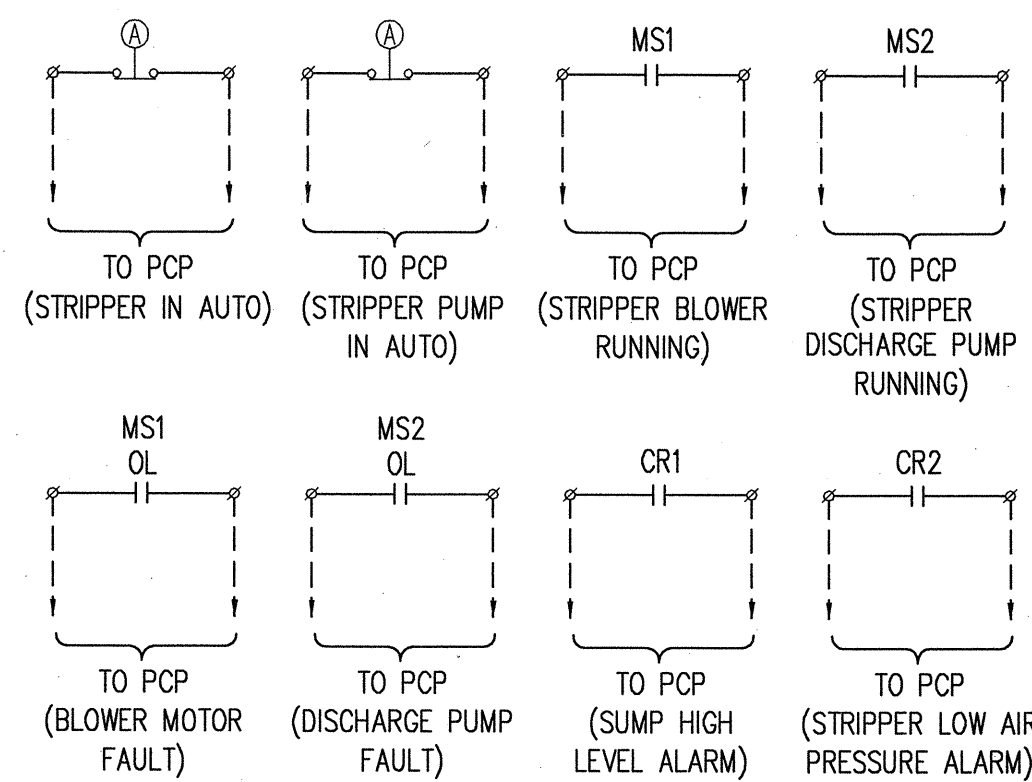 A
A
MS1
MS2
TO PCP
(STRIPPER IN AUTO)
TO PCP
(STRIPPER PUMP
IN AUTO)
TO PCP
(STRIPPER BLOWER
RUNNING)
TO PCP
(STRIPPER
DISCHARGE PUMP
RUNNING)
MS1
OL
MS2
OL
CR1
CR2
TO PCP
(BLOWER MOTOR
FAULT)
TO PCP
(DISCHARGE PUMP
FAULT)
TO PCP
(SUMP HIGH
LEVEL ALARM)
TO PCP
(STRIPPER LOW AIR
PRESSURE ALARM)